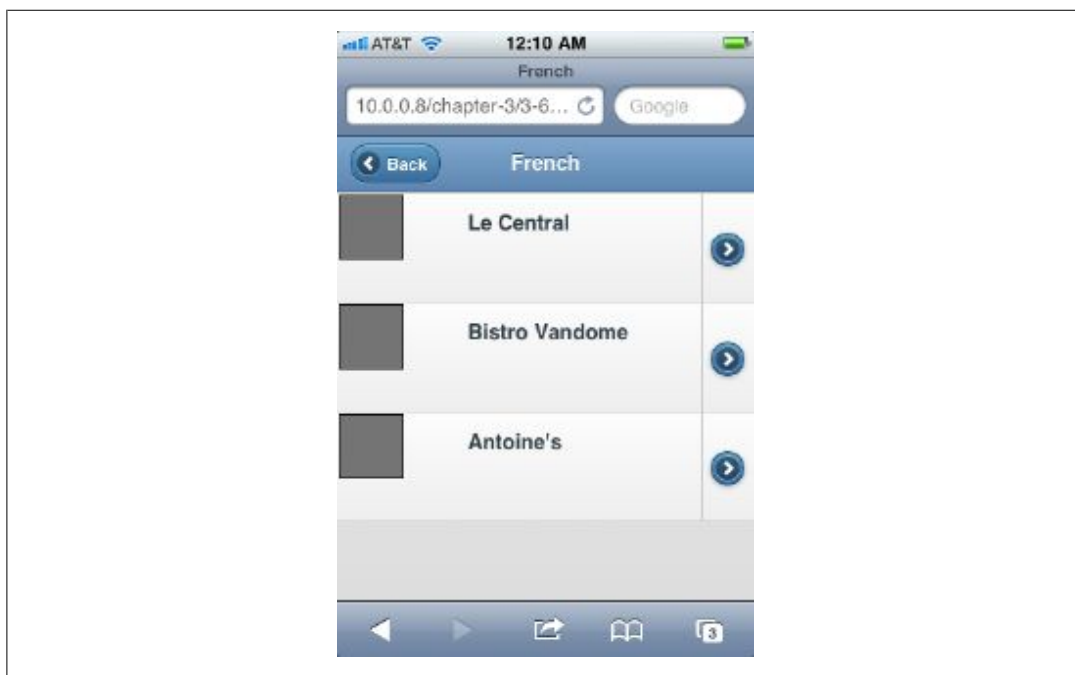 AT&T 12:10 AM
French
10.0.0.8/chapter-3/3-6... Google
Back French
Le Central
Bistro Vandome
Antoine's
3